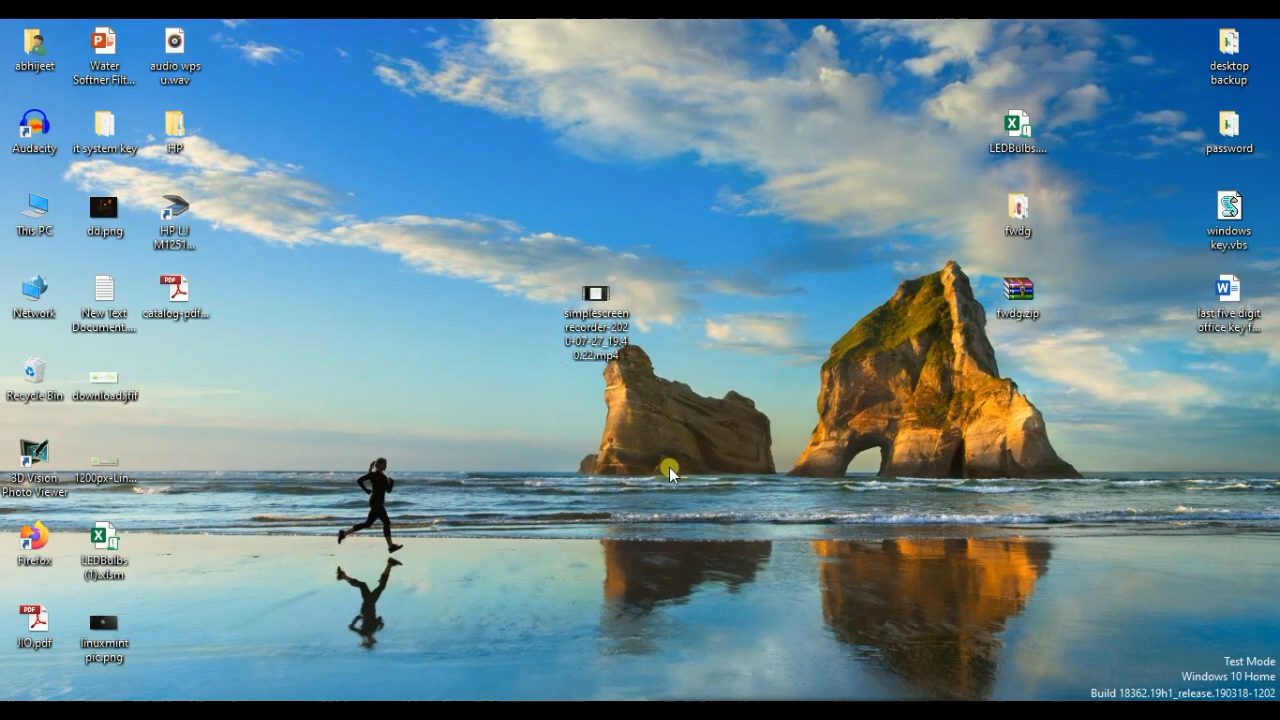 abhijeet
Water
Softner Filt...
audio wps
u.wav
desktop
backup
Audacity
it system key
HP
LEDBulbs....
password
This PC
dd.png
HP LJ
M1251...
fwdg
windows
key.vbs
Network
New Text
Document....
catalog-pdf...
simplescreen
recorder-202
0-07-27_19.4
0.22.mp4
fwdg.zip
last five digit
office key f...
Recycle Bin
download.jfif
3D Vision
Photo Viewer
1200px-Lin...
Firefox
LEDBulbs
(1).xlsm
JIO.pdf
linuxmint
pic.png
Test Mode
Windows 10 Home
Build 18362.19h1_release.190318-1202